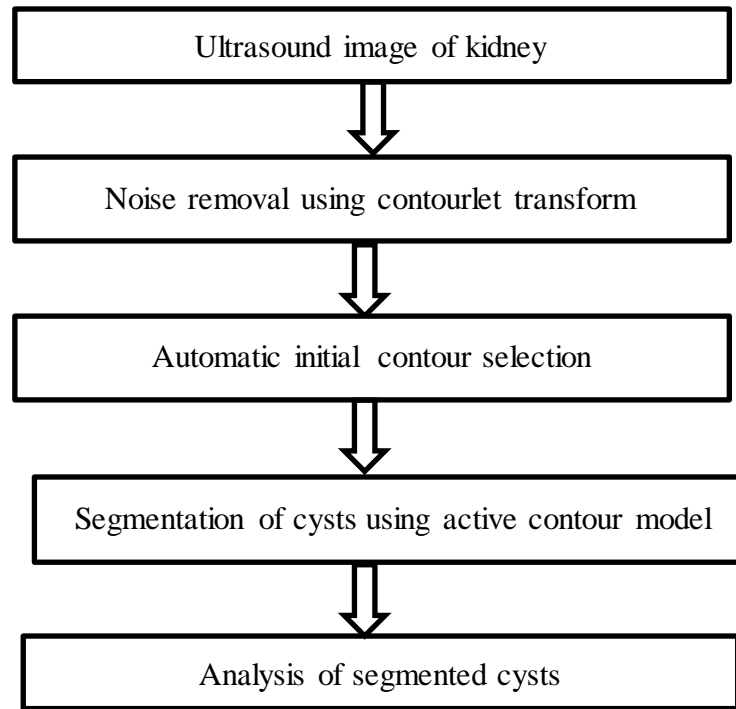 Ultrasound image of kidney
Noise removal using contourlet transform
Automatic initial contour selection
Segmentation of cysts using active contour model
Analysis of segmented cysts